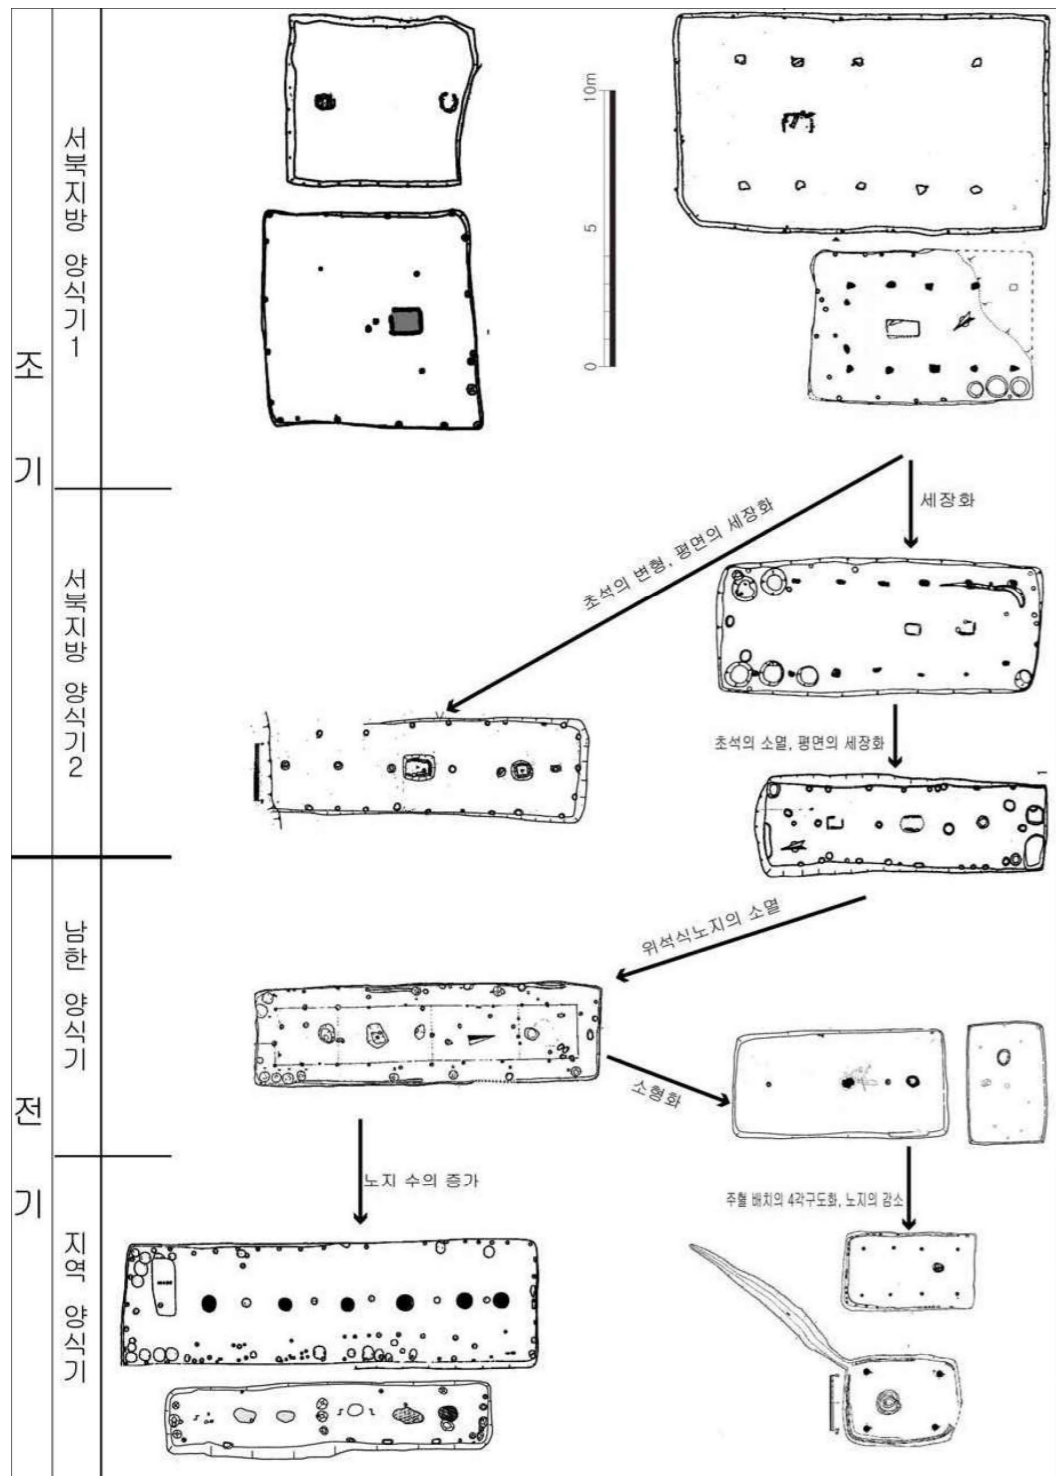 조기
서북지방 양식기 1
10m
5
0
세장화
초석의 변형, 평면의 세장화
서북지방 양식기 2
초석의 소멸, 평면의 세장화
전기
남한 양식기
위석식노지의 소멸
소형화
노지 수의 증가
주혈 배치의 4각구도화, 노지의 감소
지역 양식기